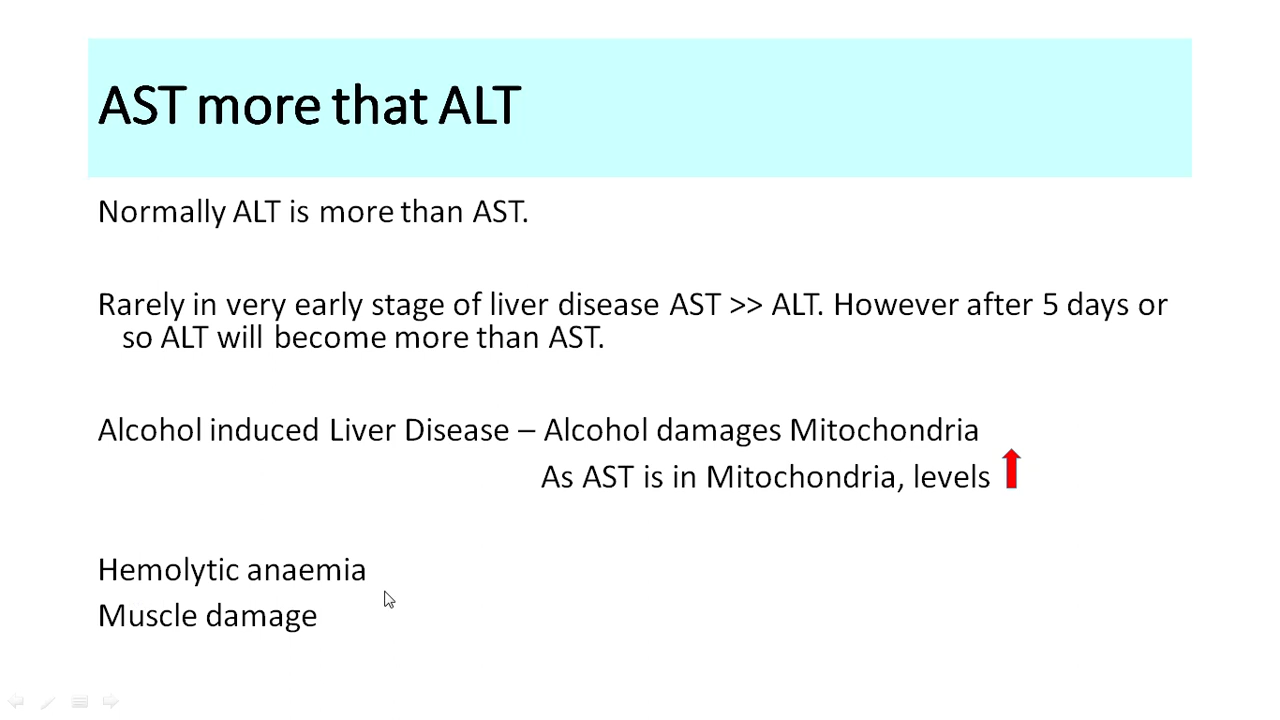 AST more that ALT
Normally ALT is more than AST.
Rarely in very early stage of liver disease AST >> ALT. However after 5 days or
so ALT will become more than AST.
Alcohol induced Liver Disease – Alcohol damages Mitochondria
As AST is in Mitochondria, levels
Hemolytic anaemia
Muscle damage